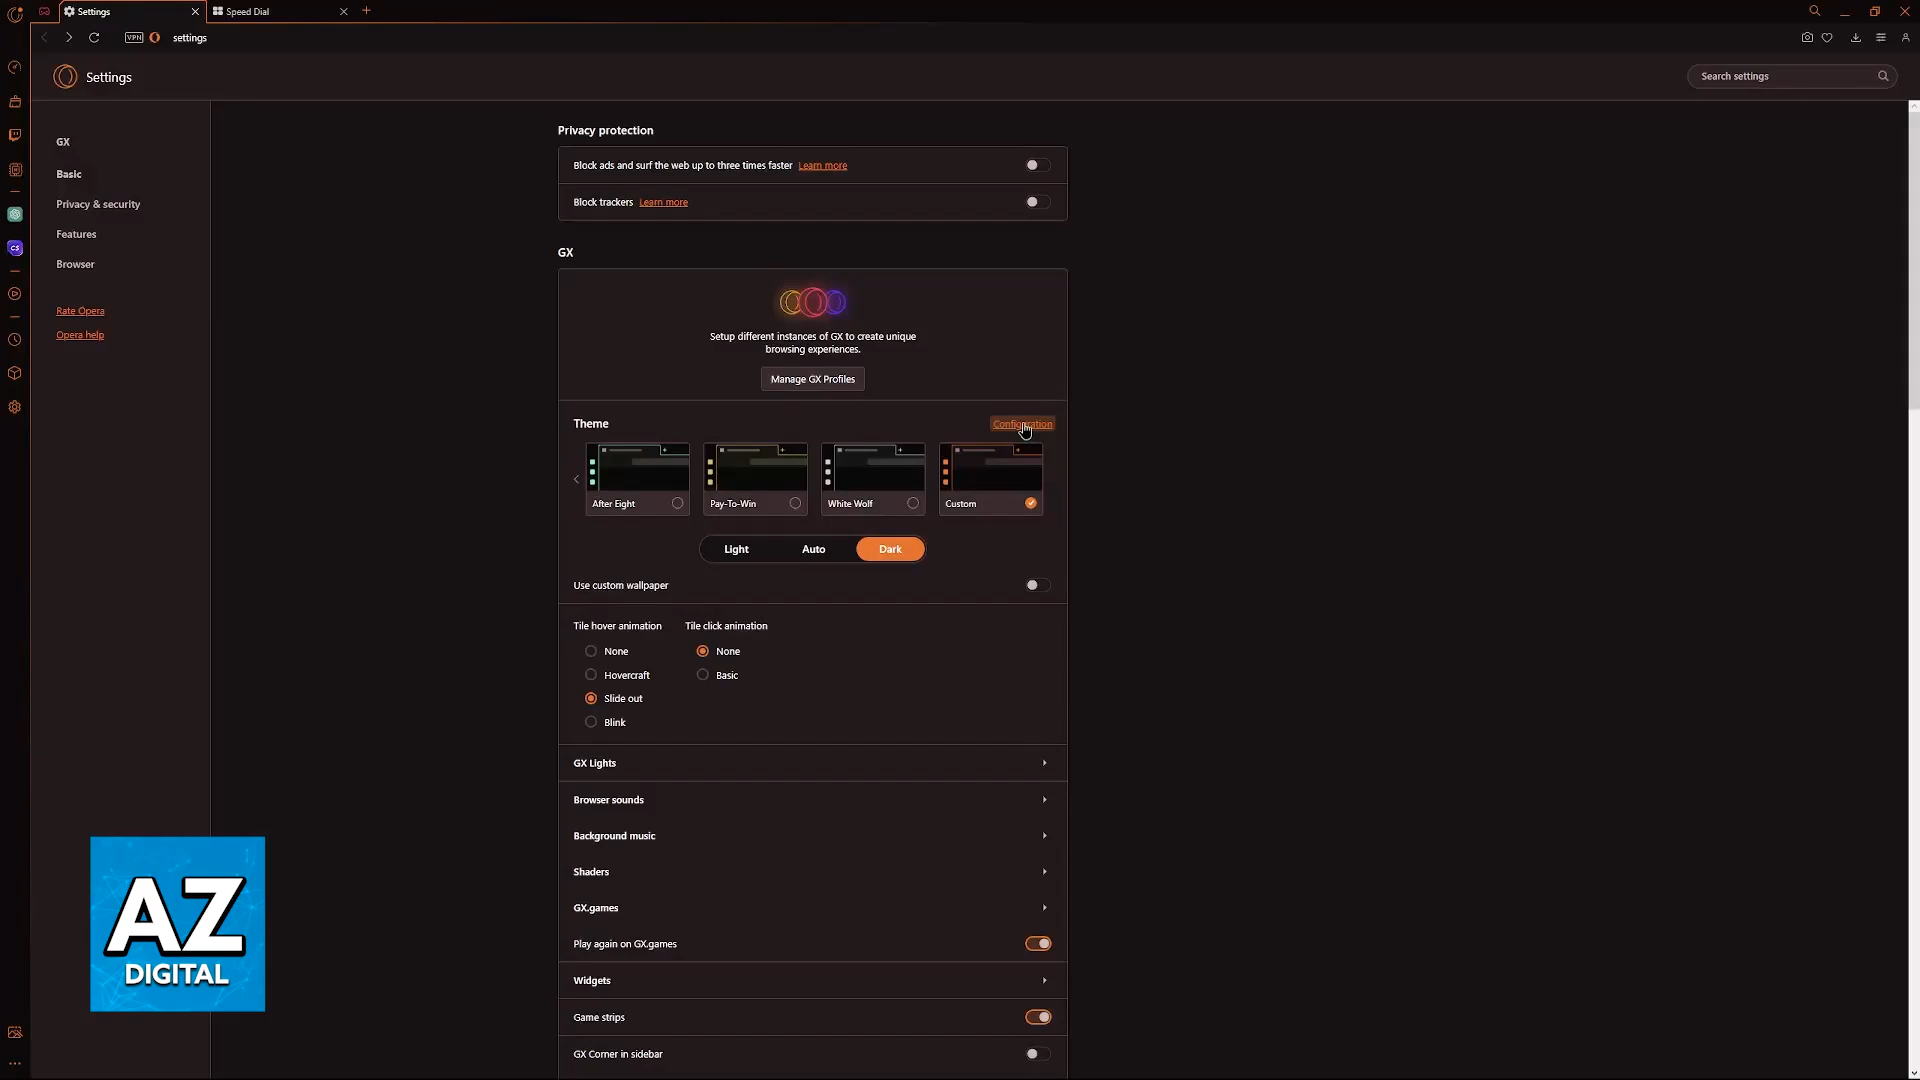 Settings
Speed Dial
VPN
settings
Settings
Search settings
GX
Basic
Privacy & security
Features
Browser
Rate Opera
Opera help
Privacy protection
Block ads and surf the web up to three times faster Learn more
Block trackers Learn more
GX
Setup different instances of GX to create unique
browsing experiences.
Manage GX Profiles
Theme
Configuration
After Eight
Pay-To-Win
White Wolf
Custom
Light
Auto
Dark
Use custom wallpaper
Tile hover animation
Tile click animation
None
None
Hovercraft
Basic
Slide out
Blink
GX Lights
Browser sounds
Background music
Shaders
GX.games
Play again on GX.games
Widgets
Game strips
GX Corner in sidebar
CS
AZ
DIGITAL